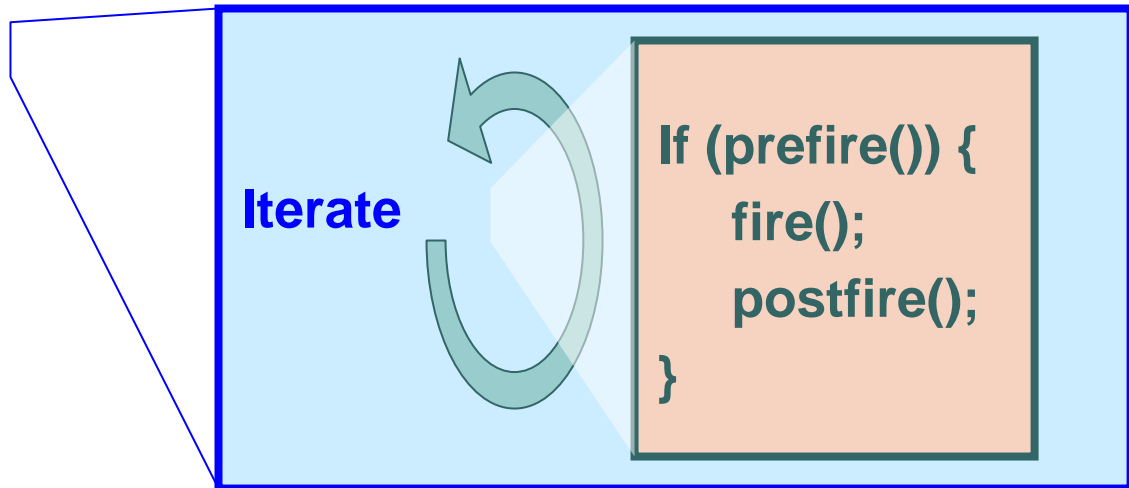 Iterate
If (prefire()) {
fire();
postfire();
}